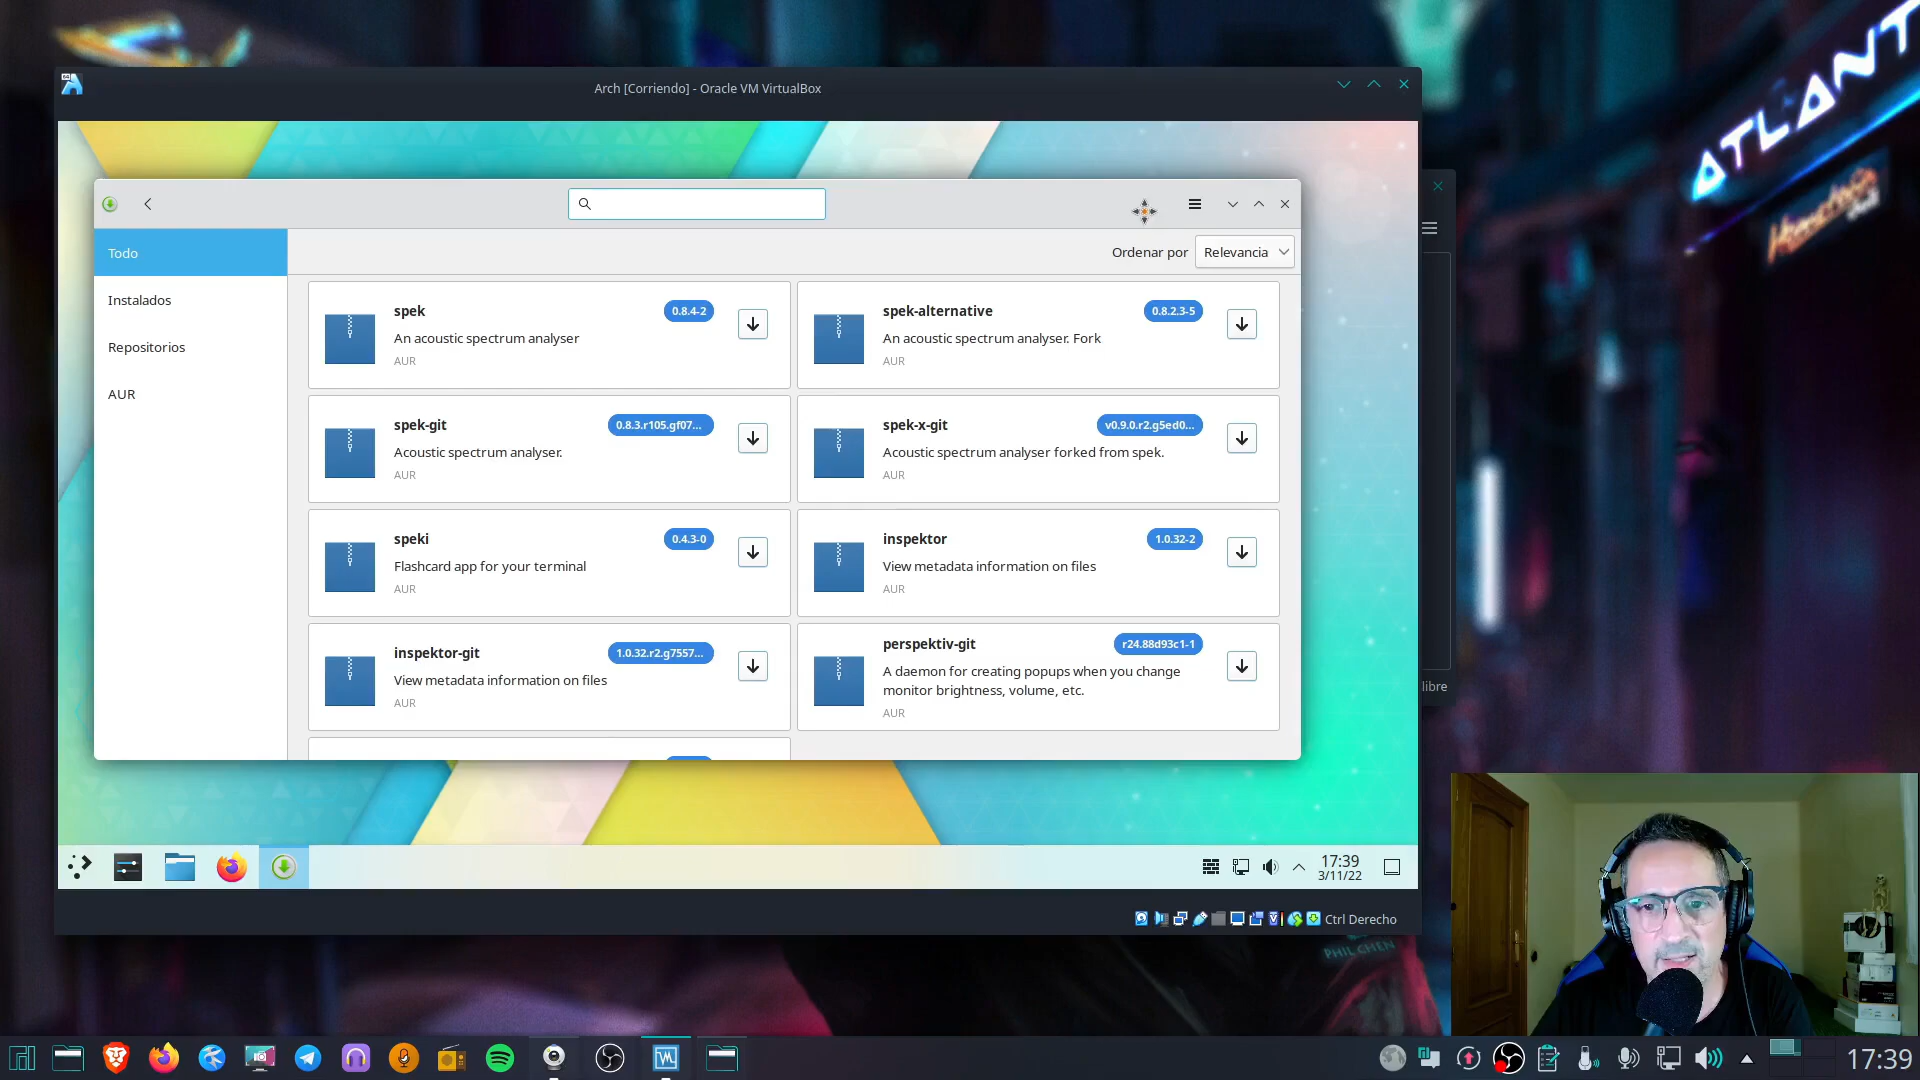 ATLANT
Arch [Corriendo] - Oracle VM VirtualBox
Todo
Instalados
Repositorios
AUR
Ordenar por
Relevancia
spek
0.8.4-2
An acoustic spectrum analyser
AUR
spek-alternative
0.8.2.3-5
An acoustic spectrum analyser. Fork
AUR
spek-git
0.8.3.r105.gf07...
Acoustic spectrum analyser.
AUR
spek-x-git
v0.9.0.r2.g5ed0...
Acoustic spectrum analyser forked from spek.
AUR
speki
0.4.3-0
Flashcard app for your terminal
AUR
inspektor
1.0.32-2
View metadata information on files
AUR
inspektor-git
1.0.32.r2.g7557...
View metadata information on files
AUR
perspektiv-git
r24.88d93c1-1
A daemon for creating popups when you change
monitor brightness, volume, etc.
AUR
libre
17:39
3/11/22
Ctrl Derecho
PHIL CHEN
17:39